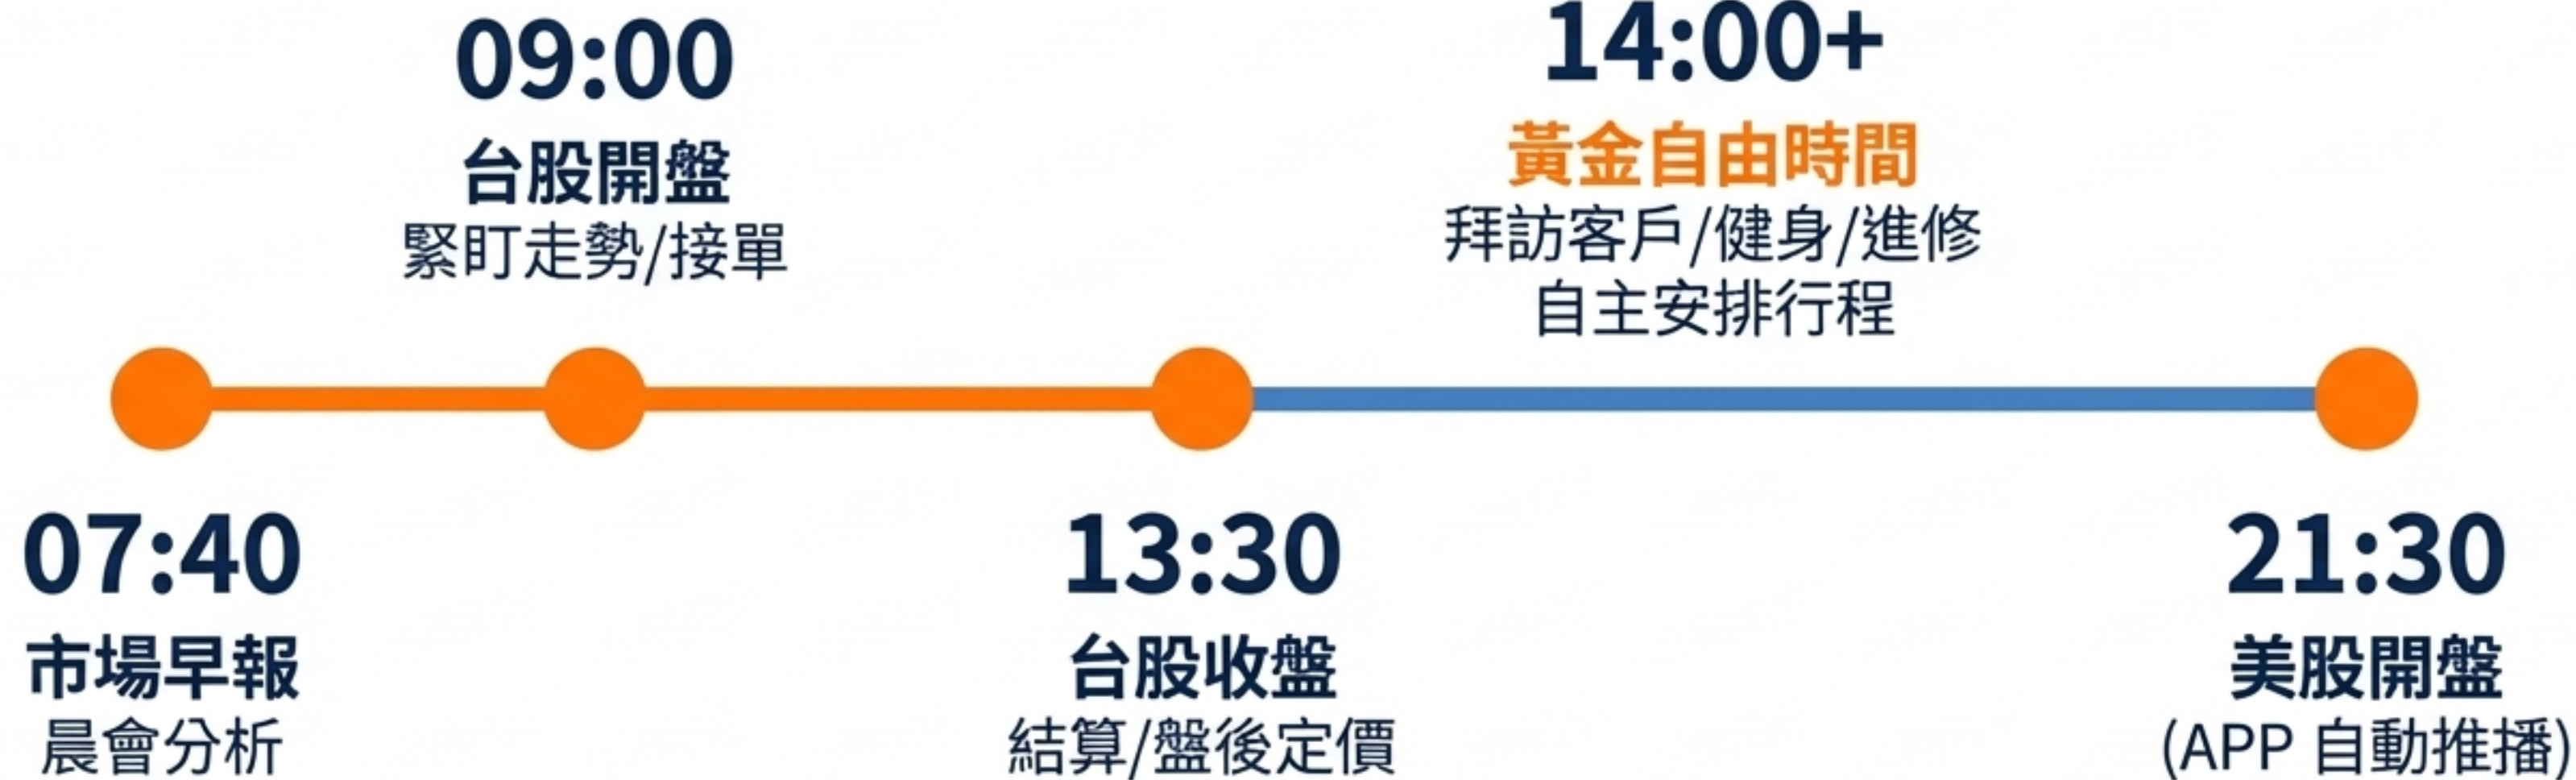 07:40
市場早報
晨會分析
09:00
台股開盤
緊盯走勢/接單
13:30
台股收盤
結算/盤後定價
14:00+
黃金自由時間
拜訪客戶/健身/進修
自主安排行程
21:30
美股開盤
(APP 自動推播)